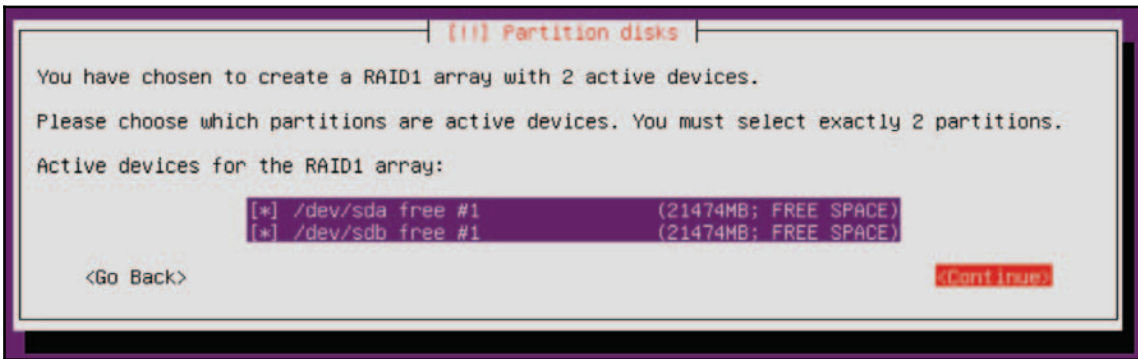 [!!] Partition disks
You have chosen to create a RAID1 array with 2 active devices.
Please choose which partitions are active devices. You must select exactly 2 partitions.
Active devices for the RAID1 array:
[*] /dev/sda free #1 (21474MB; FREE SPACE)
[*] /dev/sdb free #1 (21474MB; FREE SPACE)
<Go Back> <Continue>